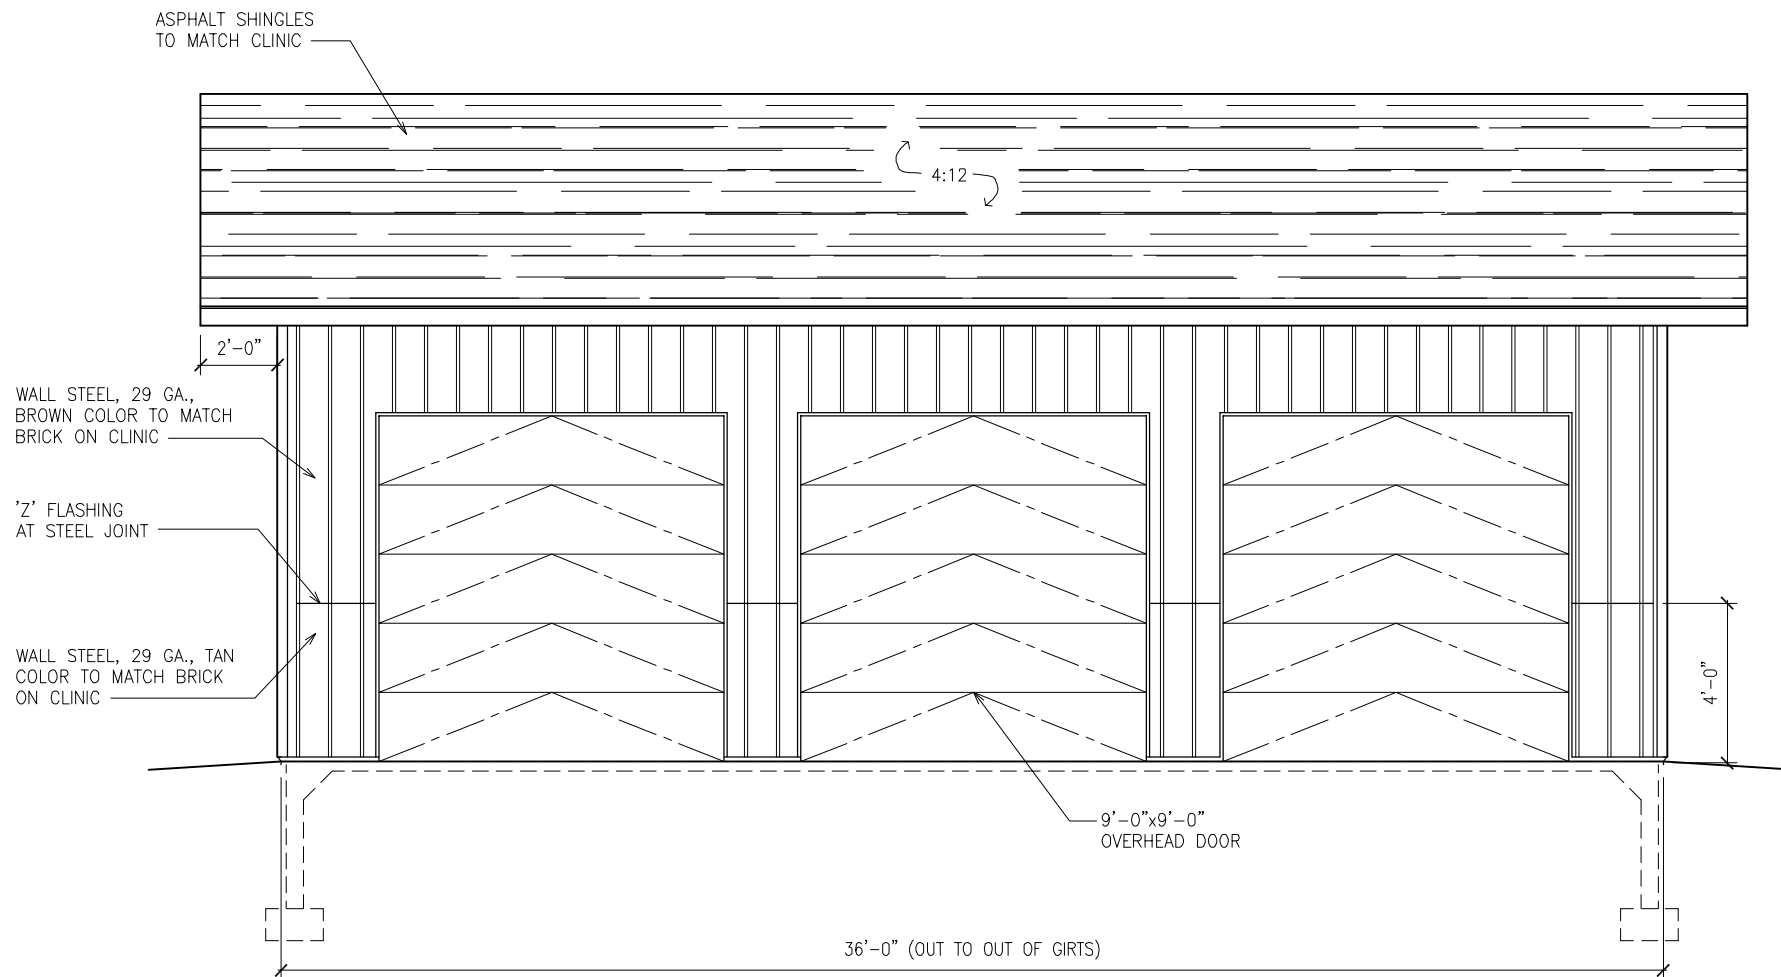 ASPHALT SHINGLES
TO MATCH CLINIC
4:12
2'-0"
WALL STEEL, 29 GA.,
BROWN COLOR TO MATCH
BRICK ON CLINIC
'Z' FLASHING
AT STEEL JOINT
WALL STEEL, 29 GA., TAN
COLOR TO MATCH BRICK
ON CLINIC
4'-0"
9'-0"x9'-0"
OVERHEAD DOOR
36'-0" (OUT TO OUT OF GIRTS)